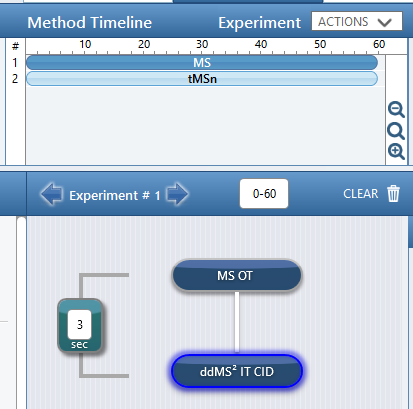 Method Timeline Experiment ACTIONS
# 10 20 30 40 50 60
1 MS
2 tMSn
Experiment # 1 0-60 CLEAR
MS OT
3
sec
ddMS² IT CID